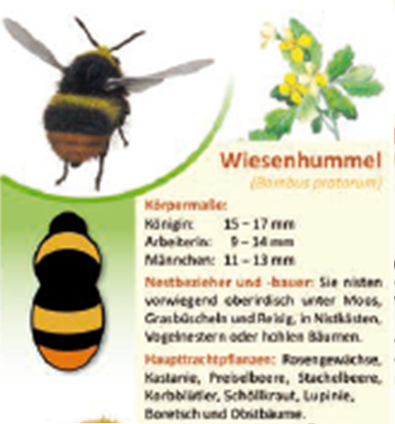 Wiesenhummel
(Bombus pratorum)
Körpermaße:
Königin: 15 – 17 mm
Arbeiterin: 9 – 14 mm
Männchen: 11 – 13 mm
Nestbezieher und -bauer: Sie nisten
vorwiegend oberirdisch unter Moos,
Grasbüscheln und Reisig, in Nistkästen,
Vogelnestern oder hohlen Bäumen.
Haupttrachtpflanzen: Rosengewächse,
Kastanie, Preiselbeere, Stachelbeere,
Korbblütler, Schöllkraut, Lupinie,
Boretsch und Obstbäume.